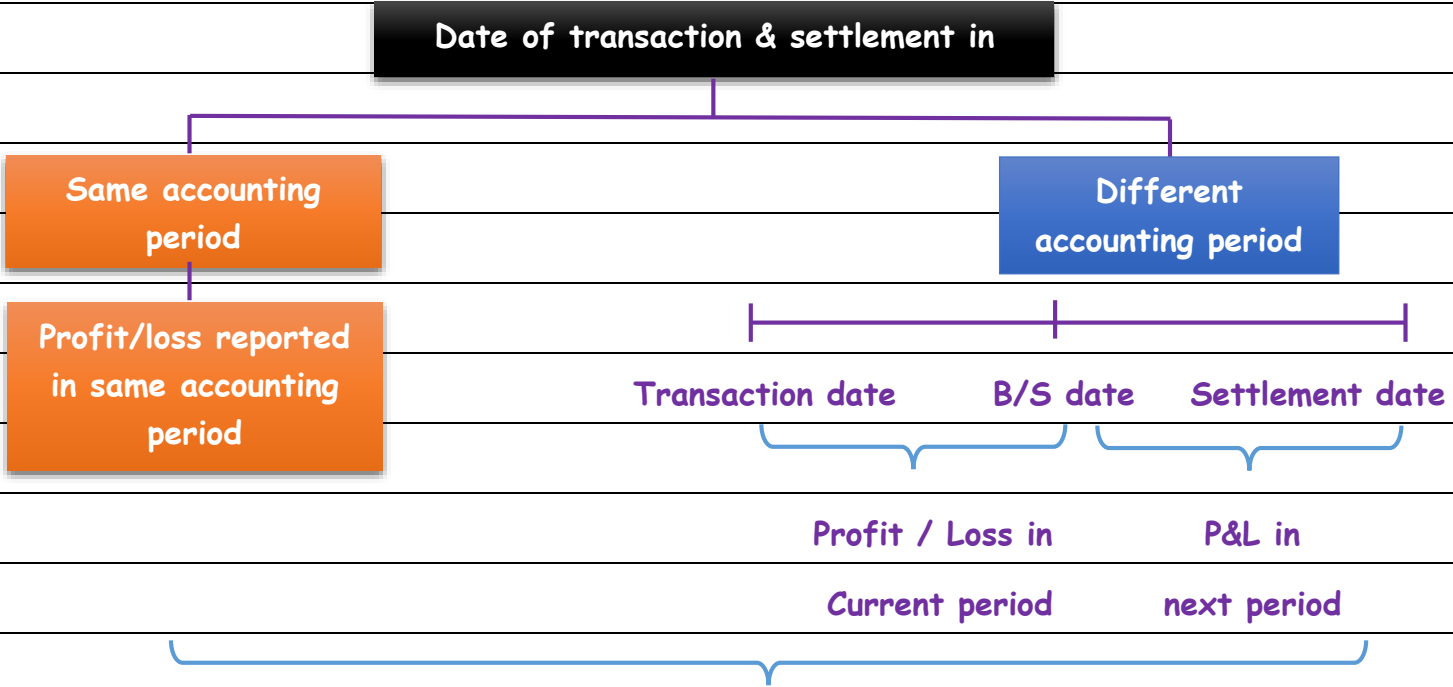 Date of transaction & settlement in
Same accounting
period
Different
accounting period
Profit/loss reported
in same accounting
period
Transaction date
B/S date
Settlement date
Profit / Loss in
Current period
P&L in
next period